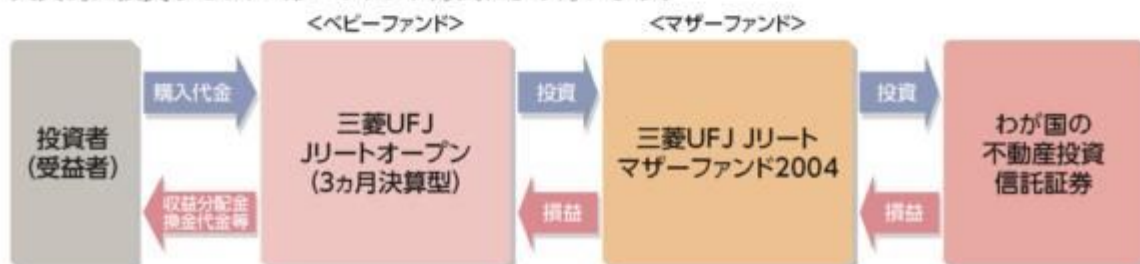 <ベビーファンド>
<マザーファンド>
投資者
(受益者)
購入代金
収益分配金
換金代金等
三菱UFJ
Jリートオープン
(3ヵ月決算型)
投資
損益
三菱UFJ Jリート
マザーファンド2004
投資
損益
わが国の
不動産投資
信託証券